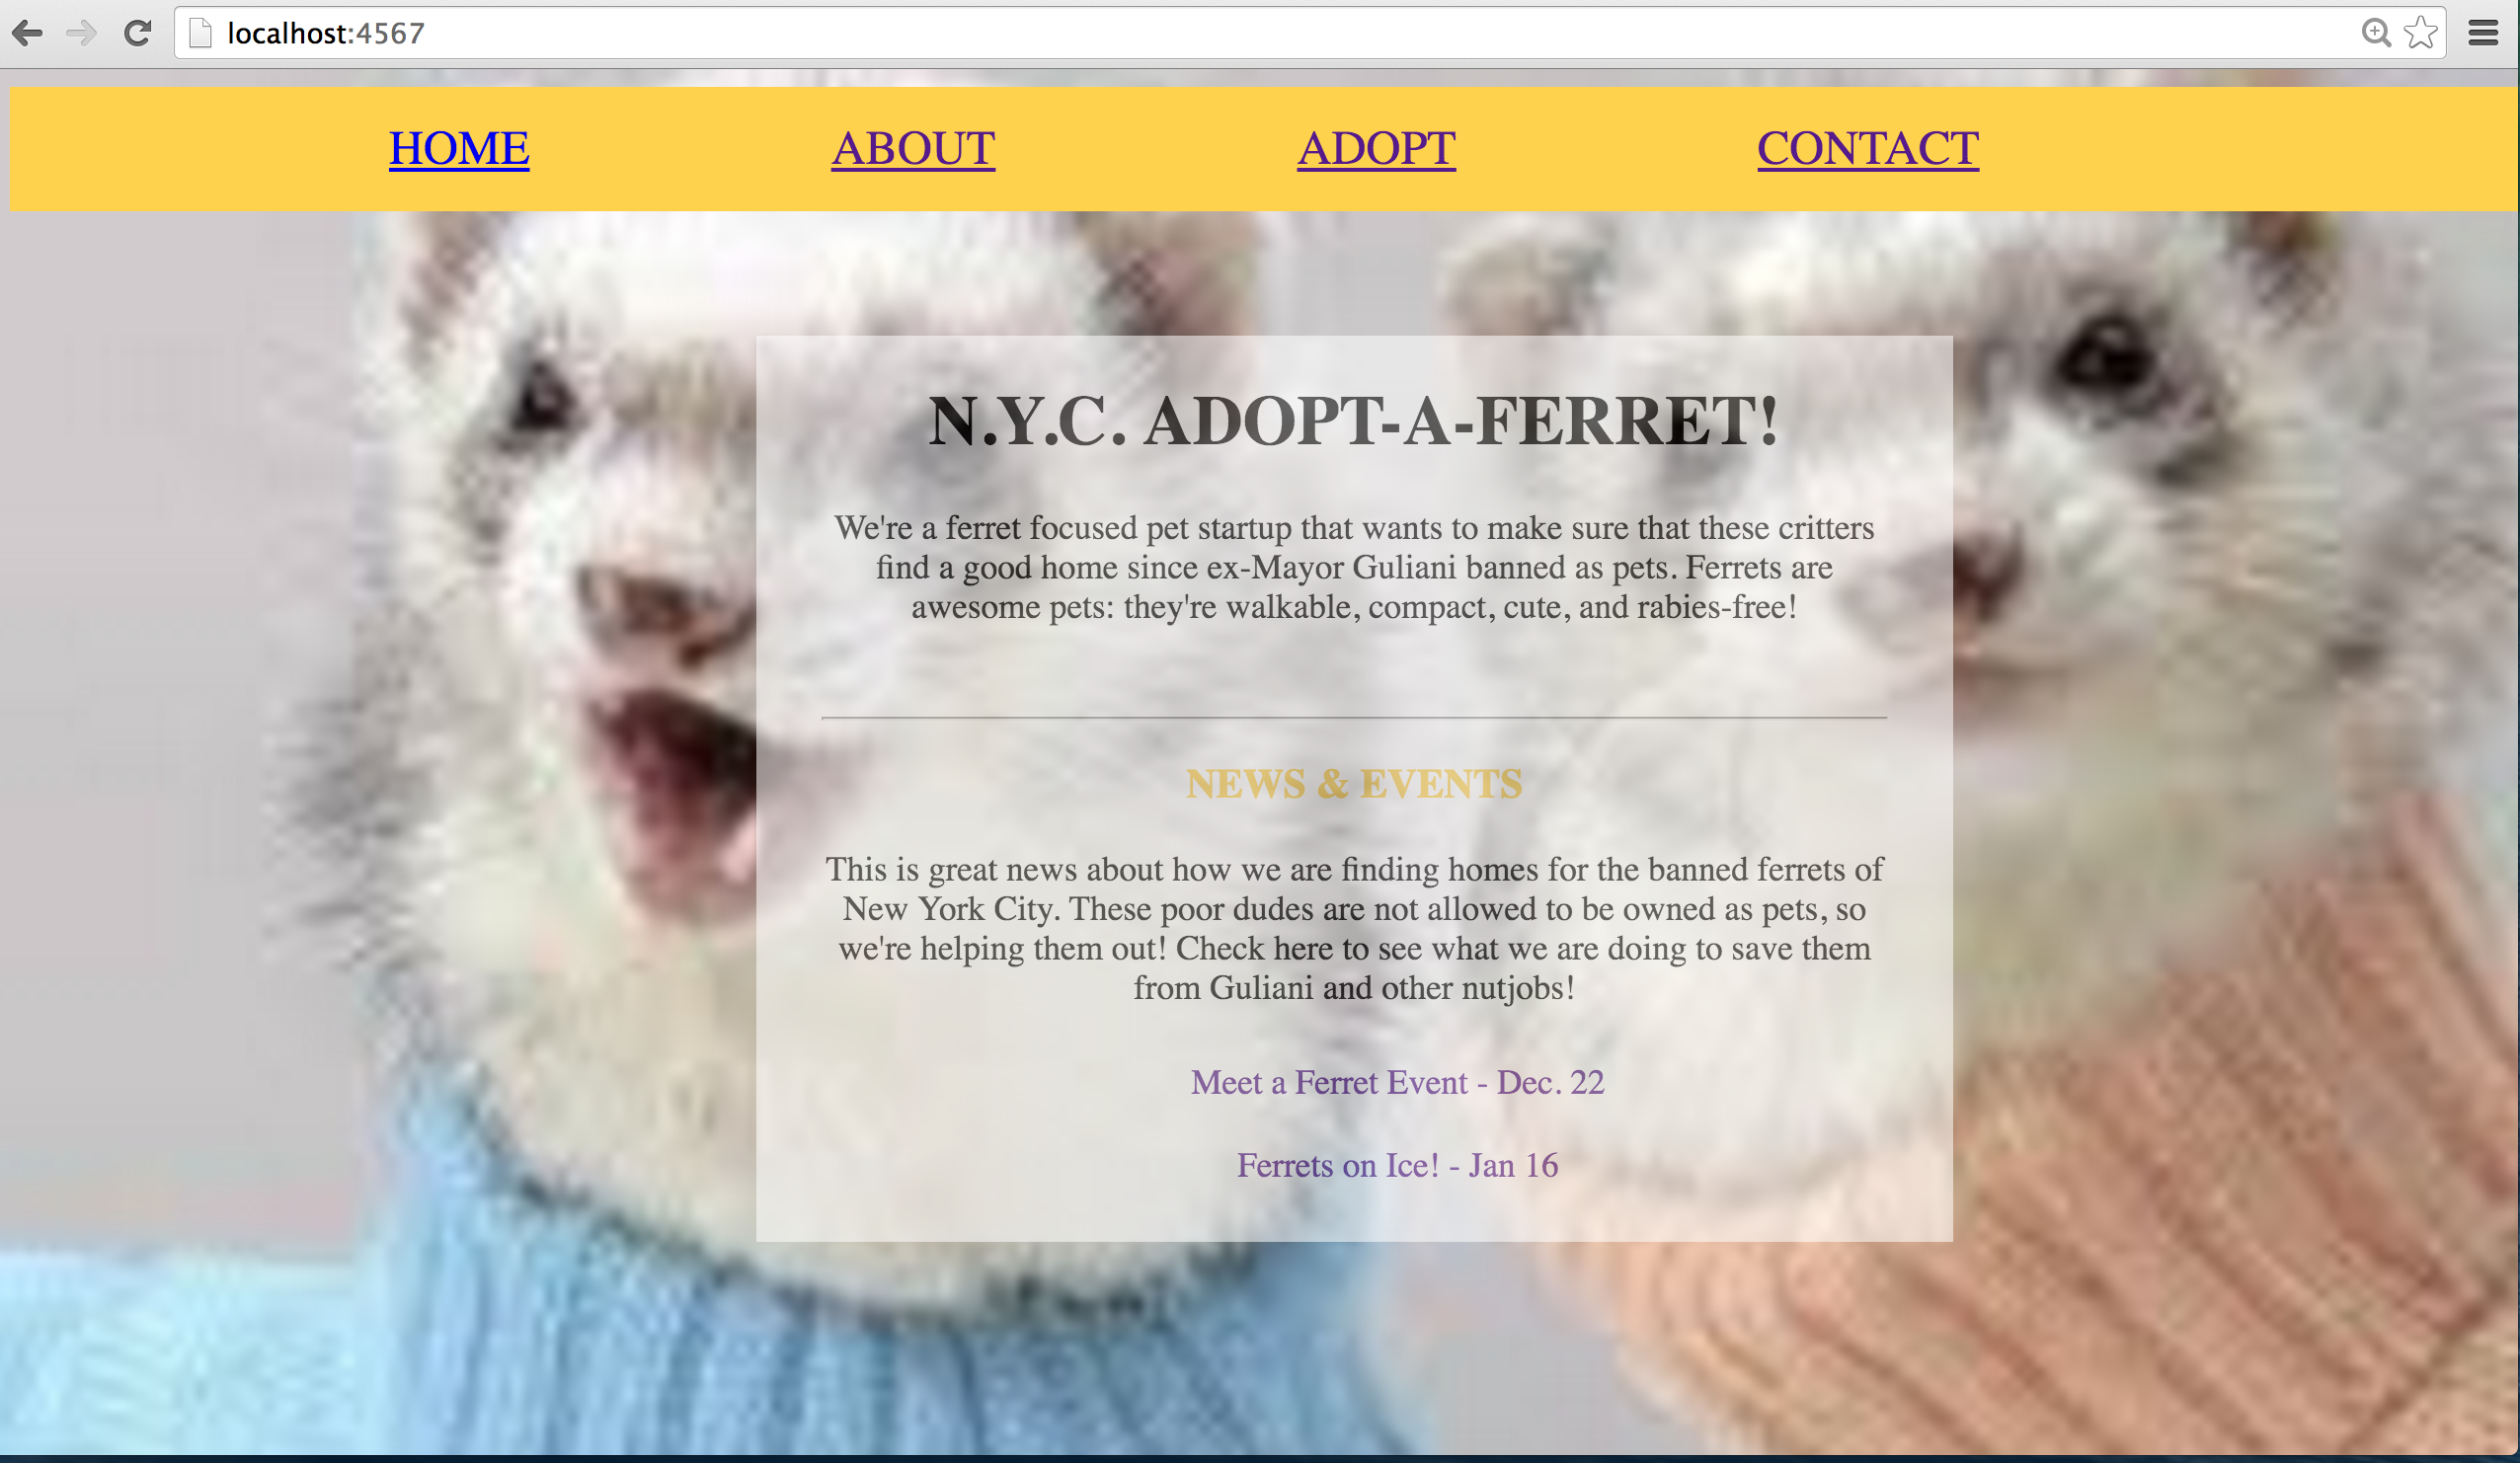 localhost:4567
HOME ABOUT ADOPT CONTACT
N.Y.C. ADOPT-A-FERRET!
We're a ferret focused pet startup that wants to make sure that these critters
find a good home since ex-Mayor Guliani banned as pets. Ferrets are
awesome pets: they're walkable, compact, cute, and rabies-free!
NEWS & EVENTS
This is great news about how we are finding homes for the banned ferrets of
New York City. These poor dudes are not allowed to be owned as pets, so
we're helping them out! Check here to see what we are doing to save them
from Guliani and other nutjobs!
Meet a Ferret Event - Dec. 22
Ferrets on Ice! - Jan 16